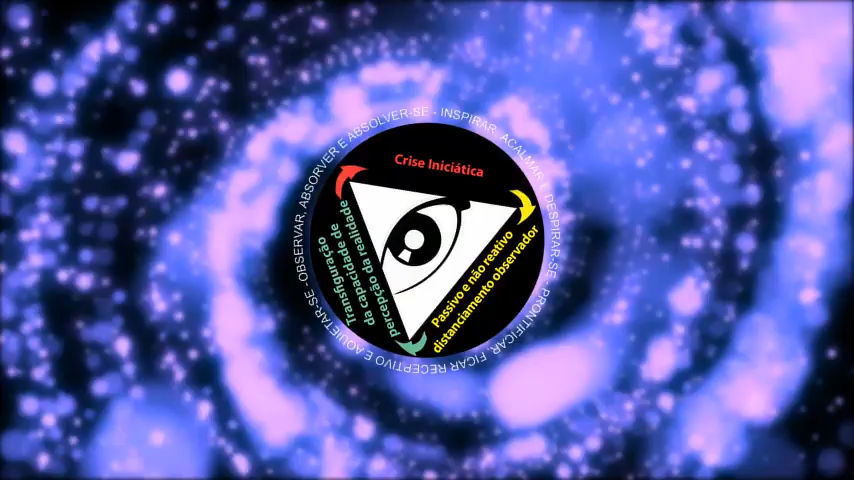 OBSERVAR, ABSORVER E ABSOLVER-SE - INSPIRAR, ACALMAR E DESPIRAR-SE - PRONTIFICAR, FICAR RECEPTIVO E AQUIETAR-SE.
Crise Iniciática
Passivo e não reativo
distanciamento observador
Transfiguração
da capacidade de
percepção da realidade